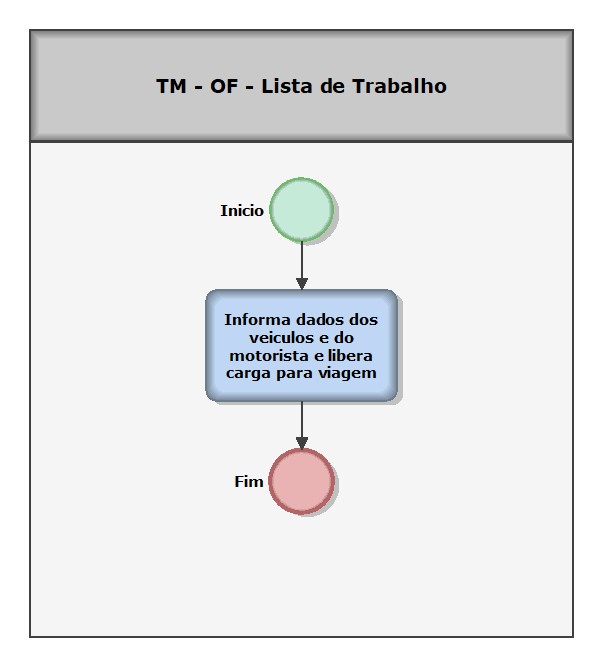 TM - OF - Lista de Trabalho
Inicio
Informa dados dos
veiculos e do
motorista e libera
carga para viagem
Fim